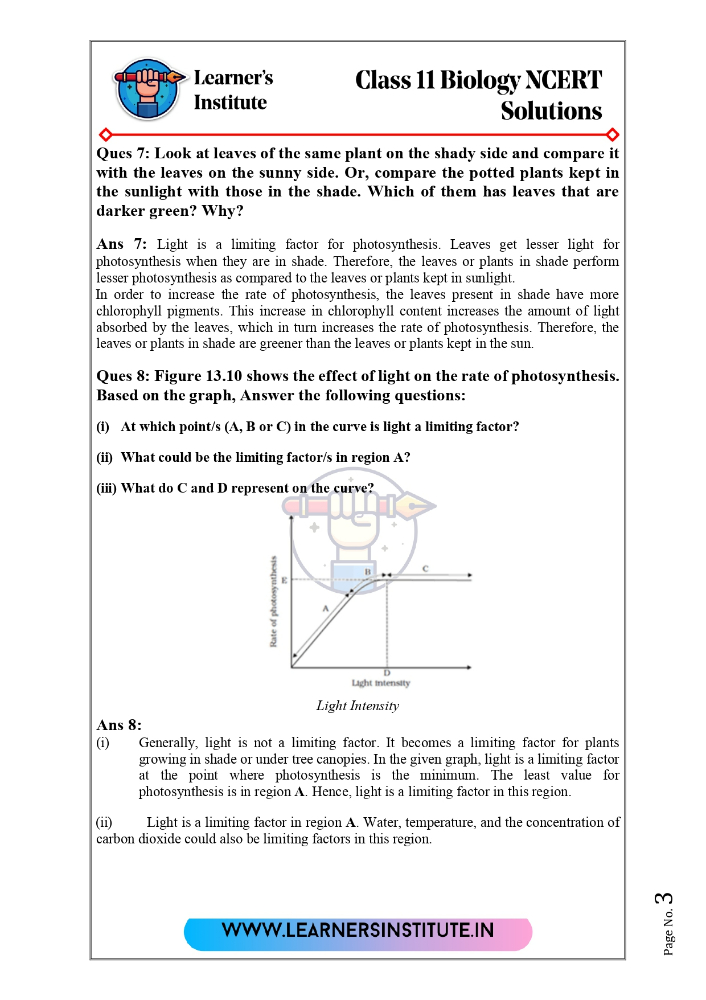 Learner's
Institute
Class 11 Biology NCERT
Solutions
Ques 7: Look at leaves of the same plant on the shady side and compare it
with the leaves on the sunny side. Or, compare the potted plants kept in
the sunlight with those in the shade. Which of them has leaves that are
darker green? Why?
Ans 7: Light is a limiting factor for photosynthesis. Leaves get lesser light for
photosynthesis when they are in shade. Therefore, the leaves or plants in shade perform
lesser photosynthesis as compared to the leaves or plants kept in sunlight.
In order to increase the rate of photosynthesis, the leaves present in shade have more
chlorophyll pigments. This increase in chlorophyll content increases the amount of light
absorbed by the leaves, which in turn increases the rate of photosynthesis. Therefore, the
leaves or plants in shade are greener than the leaves or plants kept in the sun.
Ques 8: Figure 13.10 shows the effect of light on the rate of photosynthesis.
Based on the graph, Answer the following questions:
(i) At which point/s (A, B or C) in the curve is light a limiting factor?
(ii) What could be the limiting factor/s in region A?
(iii) What do C and D represent on the curve?
Rate of photosynthesis
E
A
B
C
D
Light intensity
Light Intensity
Ans 8:
(i) Generally, light is not a limiting factor. It becomes a limiting factor for plants
growing in shade or under tree canopies. In the given graph, light is a limiting factor
at the point where photosynthesis is the minimum. The least value for
photosynthesis is in region A. Hence, light is a limiting factor in this region.
(ii) Light is a limiting factor in region A. Water, temperature, and the concentration of
carbon dioxide could also be limiting factors in this region.
WWW.LEARNERSINSTITUTE.IN
Page No. 3